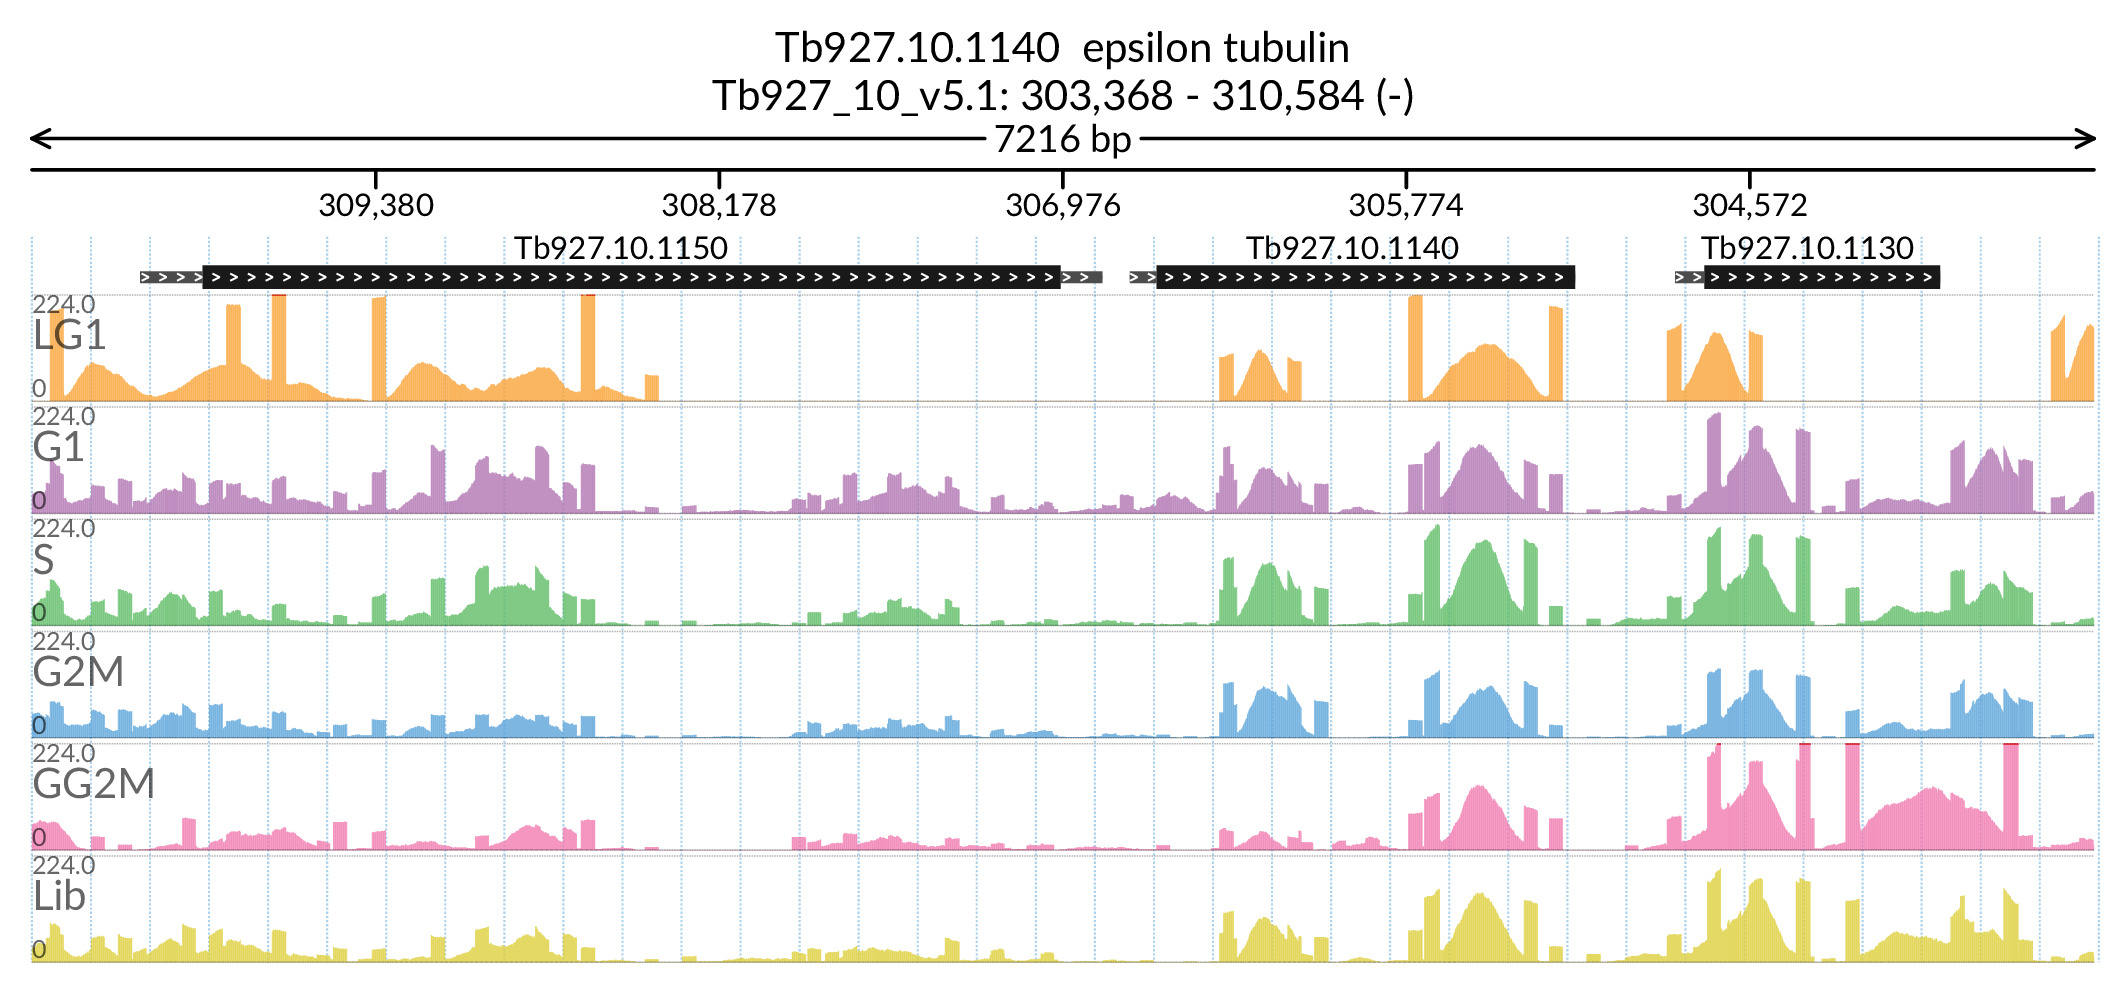 Tb927.10.1140 epsilon tubulin
Tb927_10_v5.1: 303,368 - 310,584 (-)
7216 bp
309,380 308,178 306,976 305,774 304,572
Tb927.10.1150 Tb927.10.1140 Tb927.10.1130
224.0
LG1
0
224.0
G1
0
224.0
S
0
224.0
G2M
0
224.0
GG2M
0
224.0
Lib
0